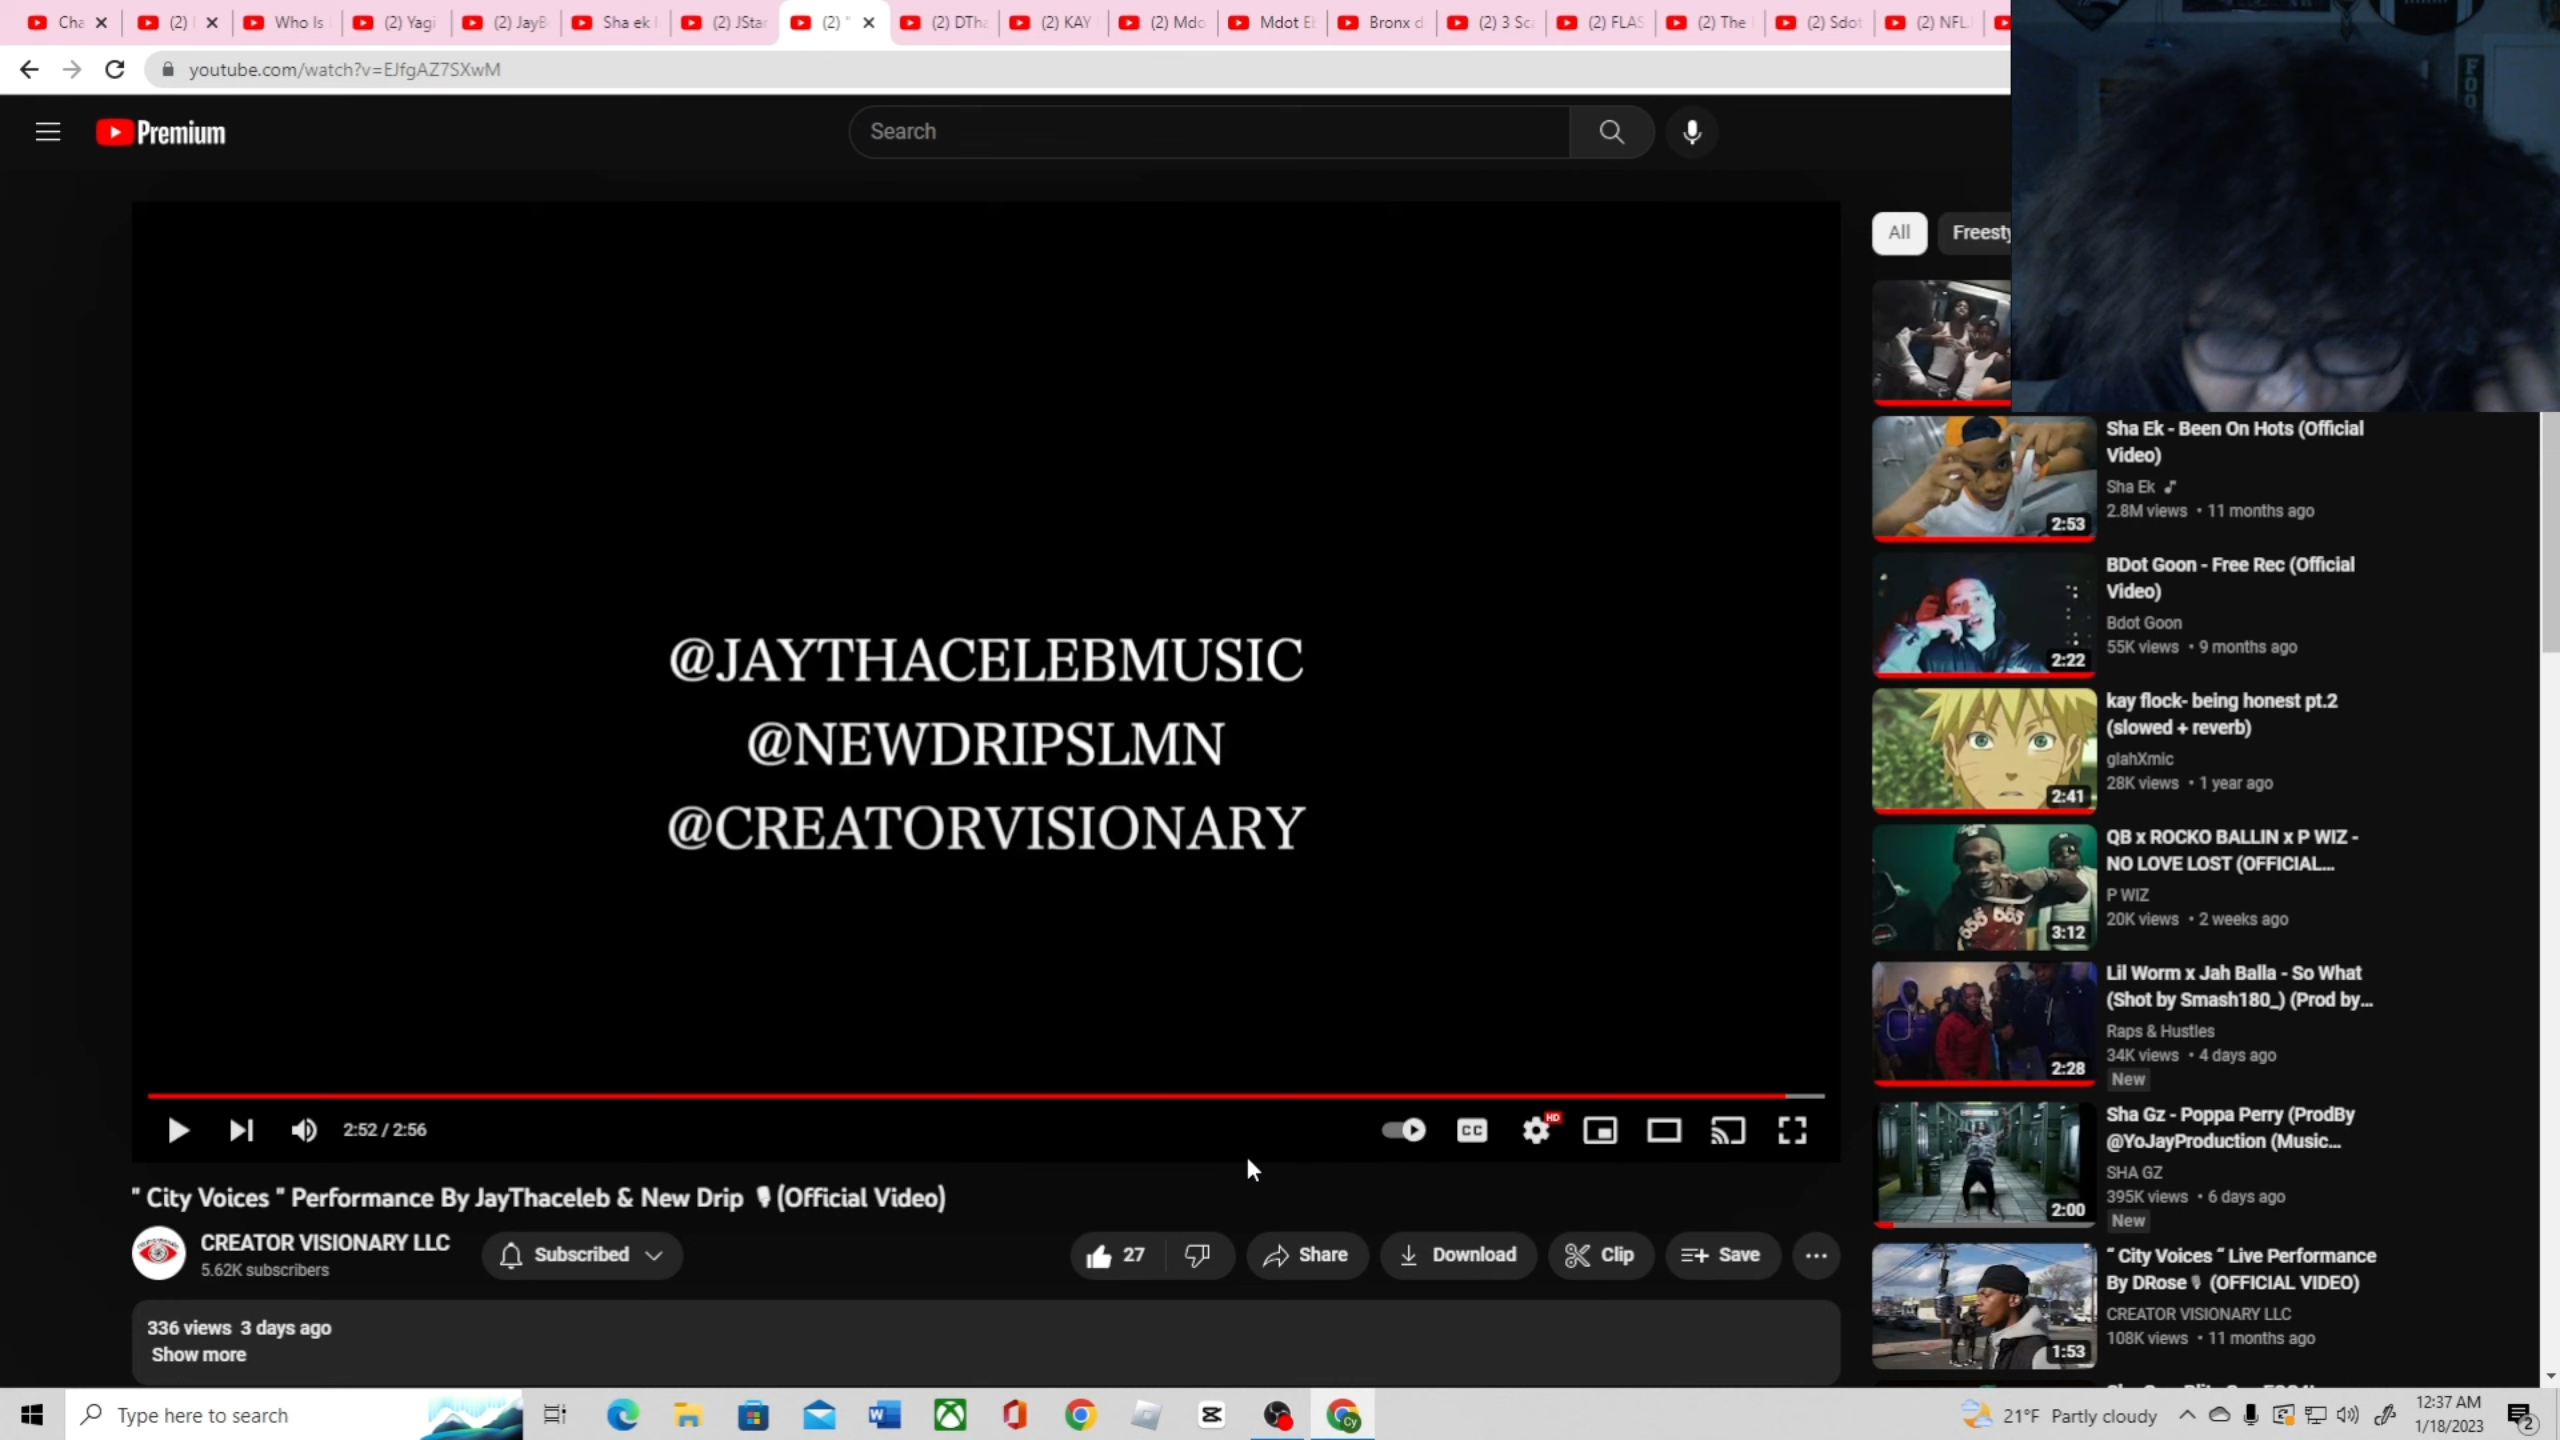 Cha
(2)
Who Is
(2) Yagi
(2) JayB
Sha ek
(2) JStar
(2) "
(2) DTha
(2) KAY
(2) Mdo
Mdot
Bronx d
(2) 3
(2) FLAS
(2) The
(2) Sdot
(2) NFL
youtube.com/watch?v=EJfgAZ7SXwM
Premium
Search
All
Freesty
@JAYTHACELEBMUSIC
@NEWDRIPSLMN
@CREATORVISIONARY
2:52 / 2:56
CC
HD
" City Voices " Performance By JayThaceleb & New Drip 🎙(Official Video)
CREATOR VISIONARY LLC
5.62K subscribers
Subscribed
27
Share
Download
Clip
Save
336 views 3 days ago
Show more
Sha Ek - Been On Hots (Official
Video)
Sha Ek
2.8M views • 11 months ago
2:53
BDot Goon - Free Rec (Official
Video)
Bdot Goon
55K views • 9 months ago
2:22
kay flock- being honest pt.2
(slowed + reverb)
glahXmic
28K views • 1 year ago
2:41
QB x ROCKO BALLIN x P WIZ -
NO LOVE LOST (OFFICIAL...
P WIZ
20K views • 2 weeks ago
3:12
Lil Worm x Jah Balla - So What
(Shot by Smash180_) (Prod by...
Raps & Hustles
34K views • 4 days ago
New
2:28
Sha Gz - Poppa Perry (ProdBy
@YoJayProduction (Music...
SHA GZ
395K views • 6 days ago
New
2:00
“ City Voices “ Live Performance
By DRose🎙 (OFFICIAL VIDEO)
CREATOR VISIONARY LLC
108K views • 11 months ago
1:53
Type here to search
21°F Partly cloudy
12:37 AM
1/18/2023
2